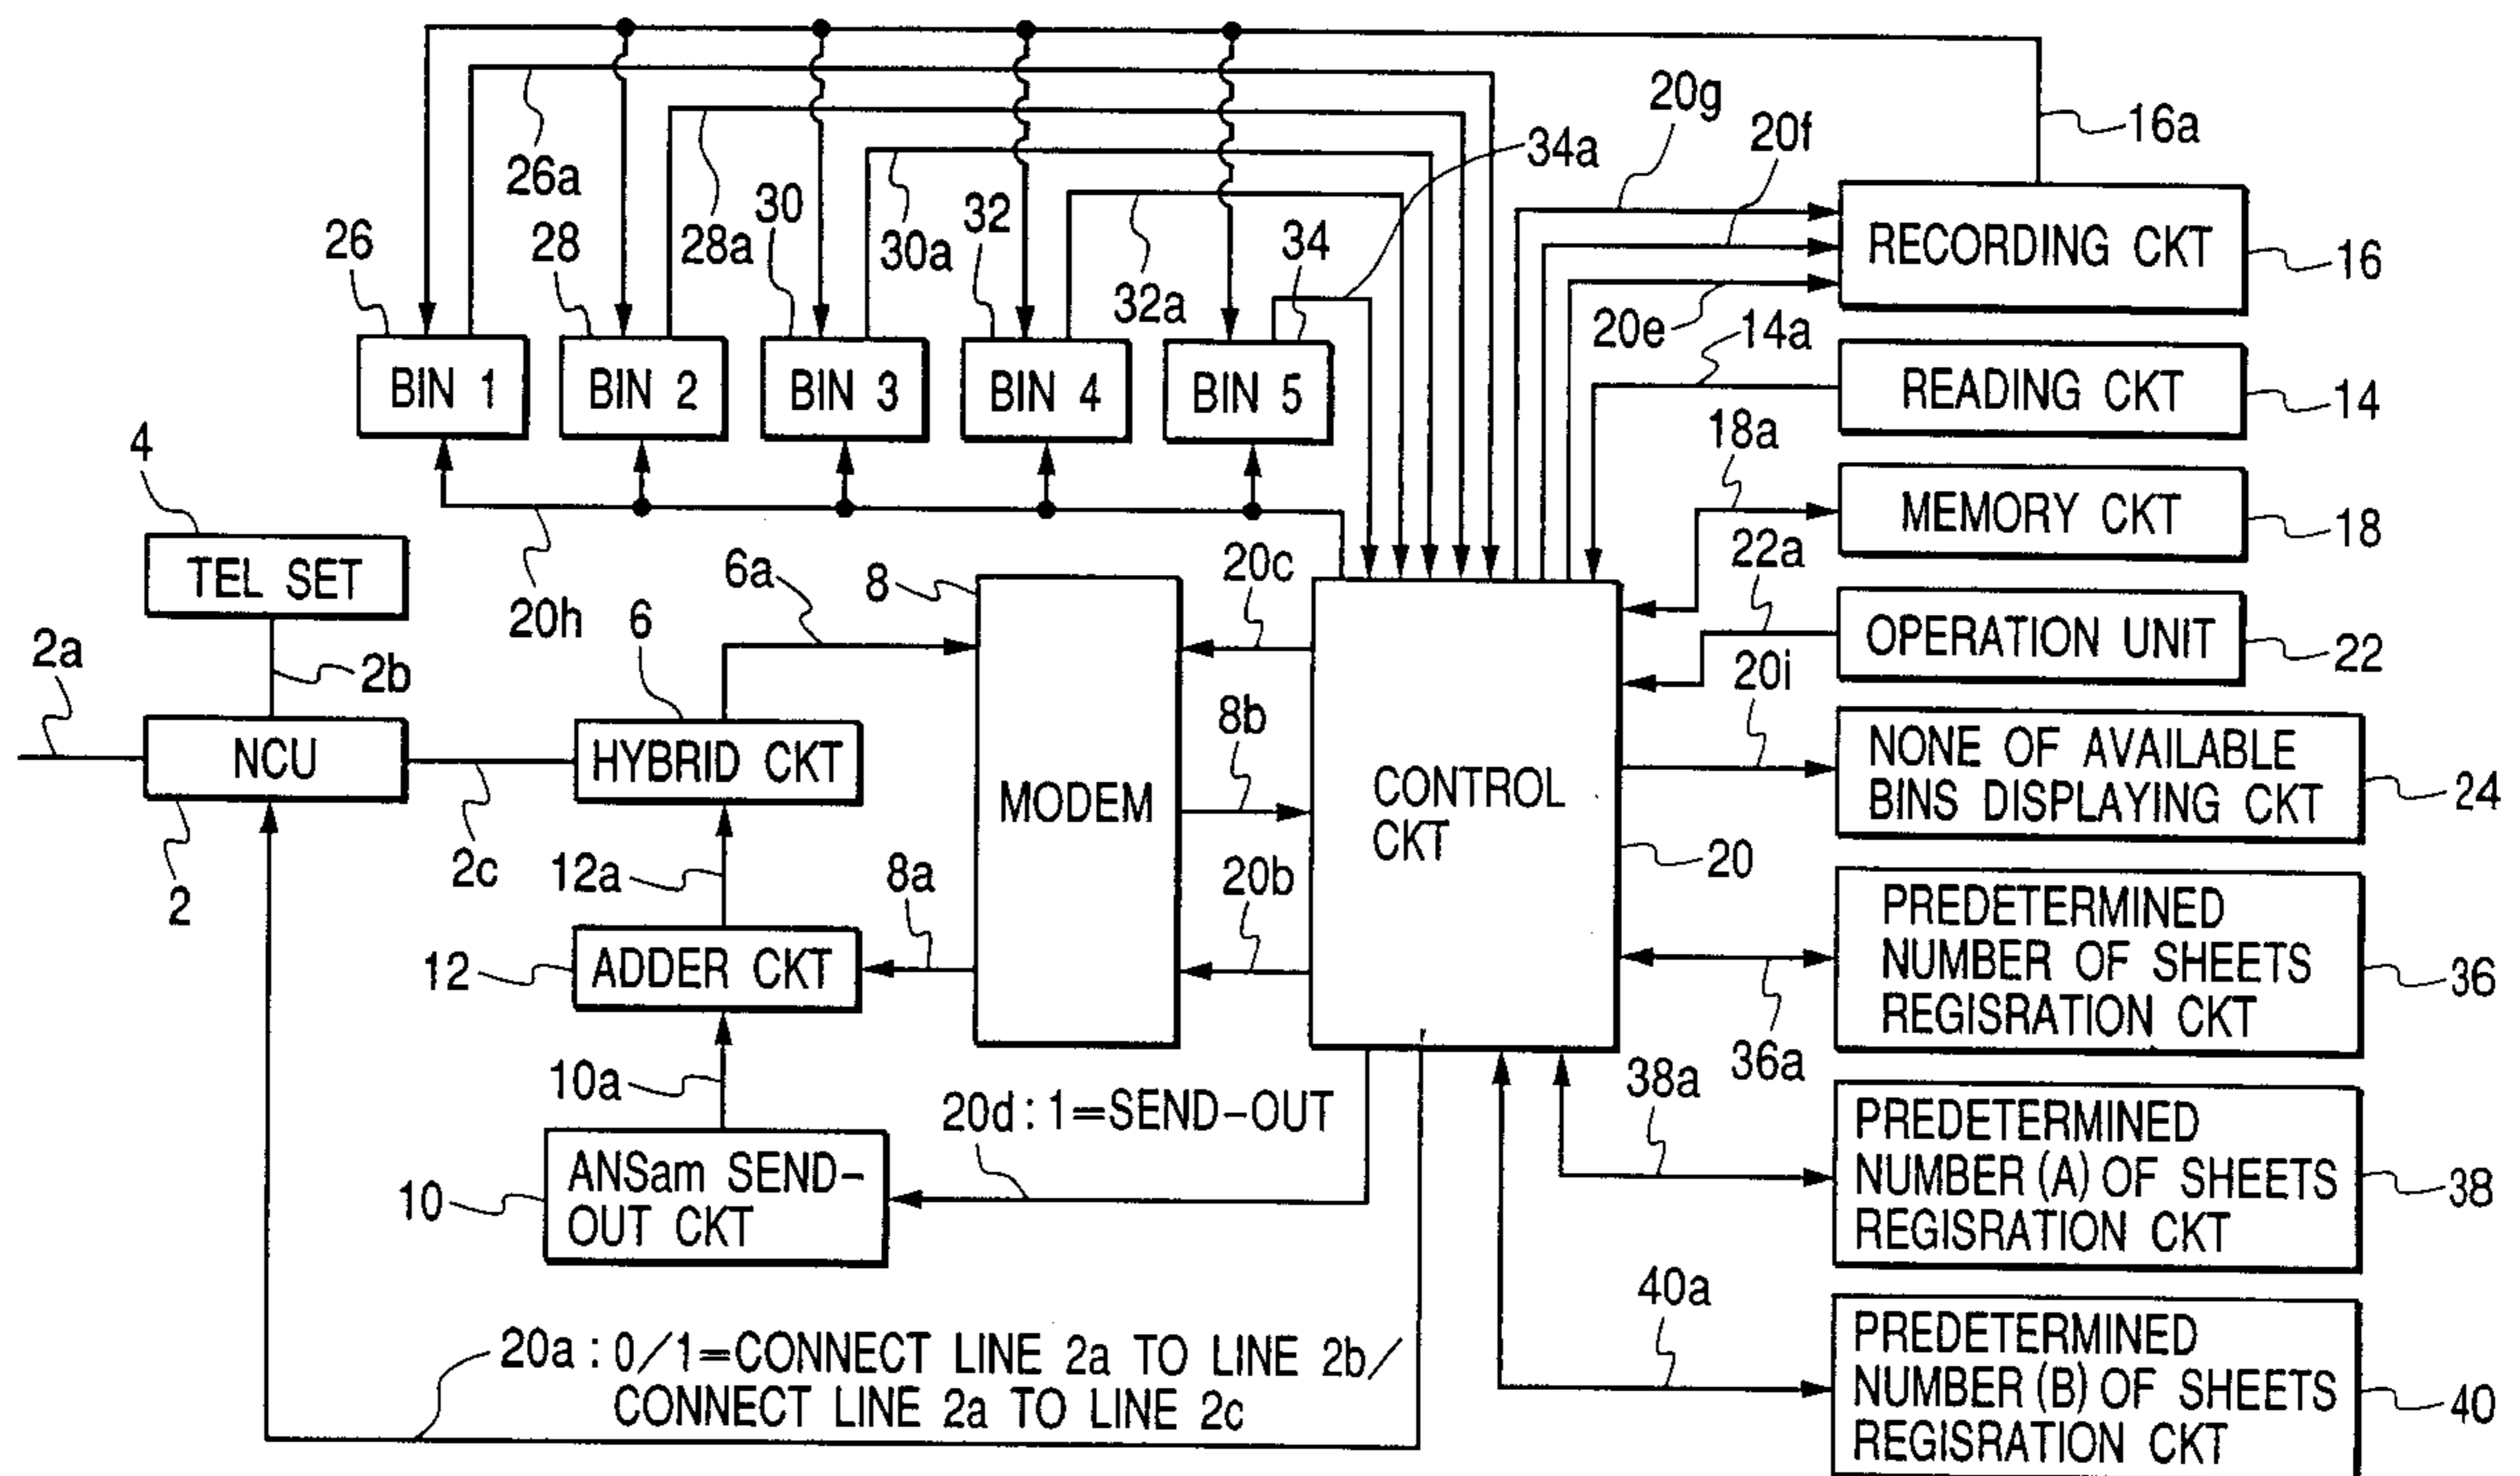 20g
16a
20f
34a
26a
28a
30
30a
32
32a
34
26
28
RECORDING CKT
16
20e
14a
BIN 1
BIN 2
BIN 3
BIN 4
BIN 5
READING CKT
14
18a
4
MEMORY CKT
18
TEL SET
20h
6a
8
20c
22a
2a
2b
6
OPERATION UNIT
22
20i
NCU
HYBRID CKT
8b
MODEM
CONTROL
CKT
NONE OF AVAILABLE
BINS DISPLAYING CKT
24
2
2c
12a
8a
20b
20
12
ADDER CKT
PREDETERMINED
NUMBER OF SHEETS
REGISRATION CKT
36
36a
10a
20d : 1=SEND-OUT
38a
10
ANSam SEND-
OUT CKT
PREDETERMINED
NUMBER (A) OF SHEETS
REGISRATION CKT
38
40a
20a : 0/1=CONNECT LINE 2a TO LINE 2b/
CONNECT LINE 2a TO LINE 2c
PREDETERMINED
NUMBER (B) OF SHEETS
REGISRATION CKT
40